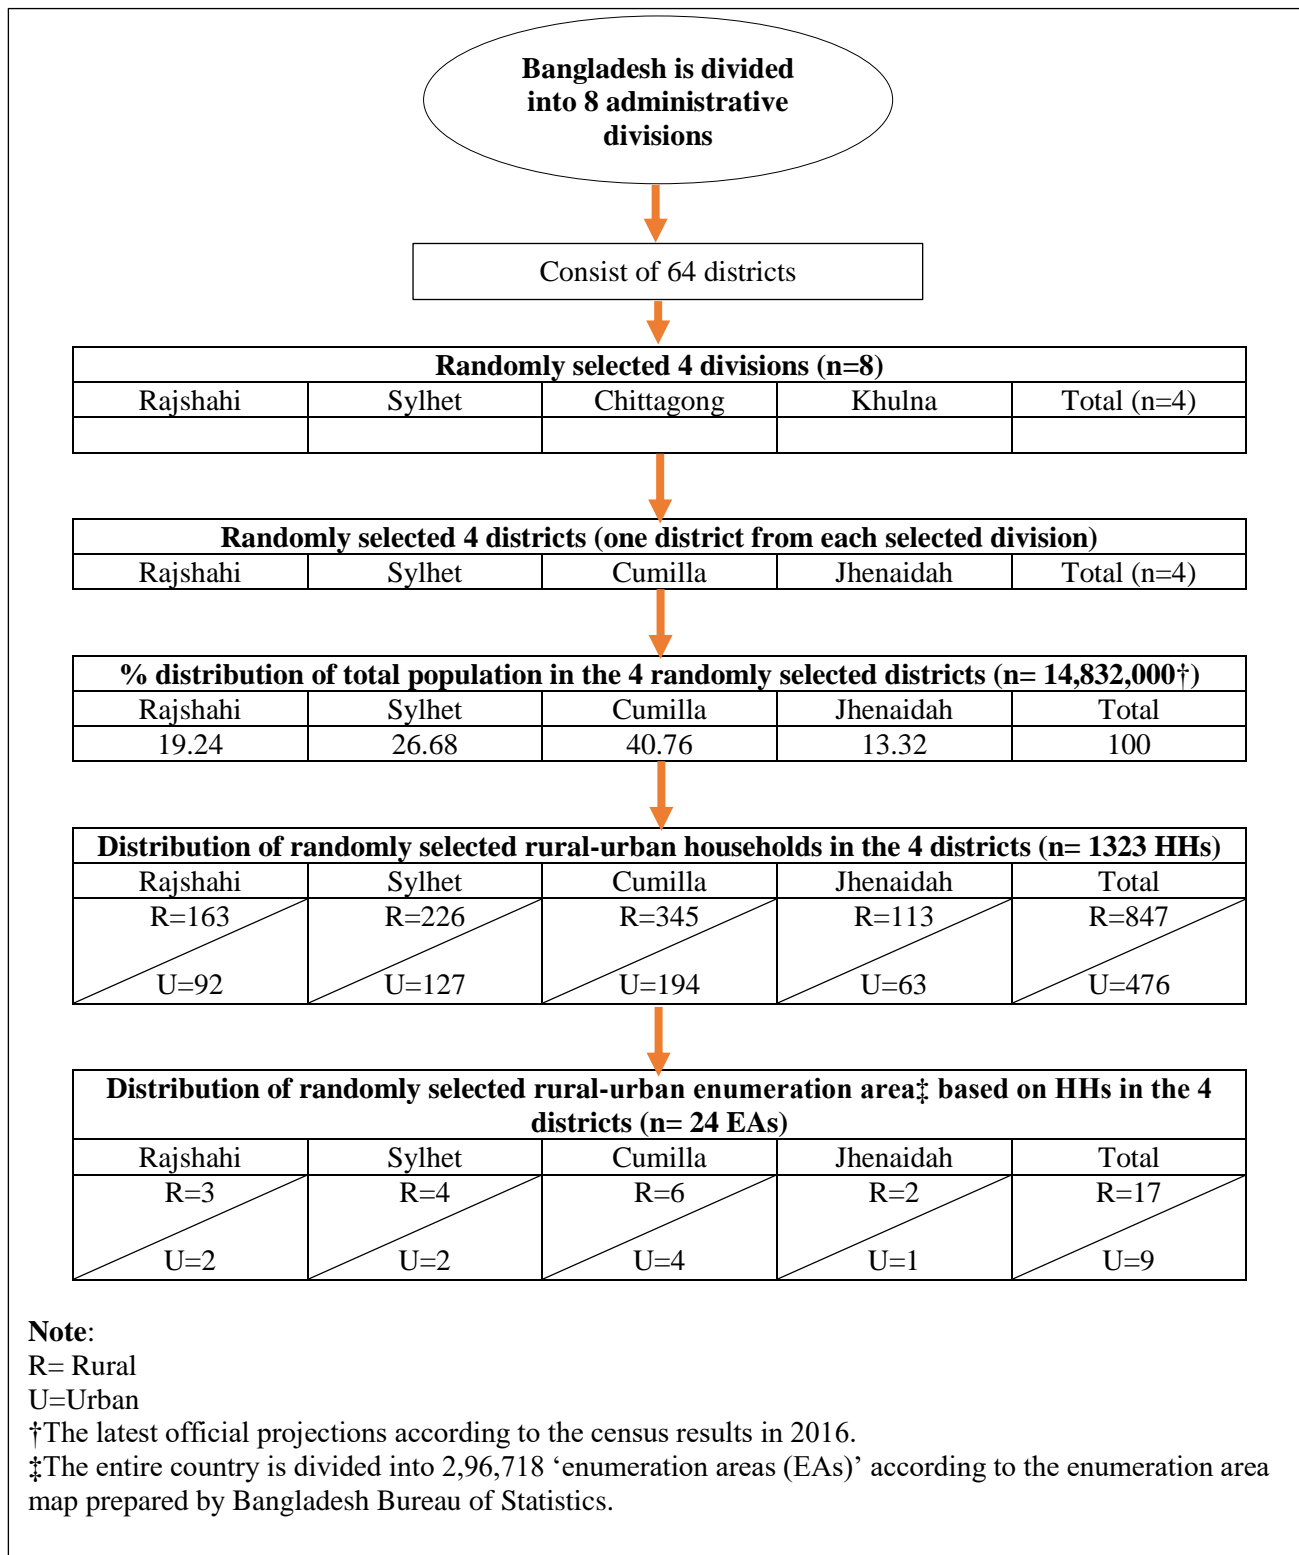 Bangladesh is divided
into 8 administrative
divisions
Consist of 64 districts
Randomly selected 4 divisions (n=8)
Rajshahi Sylhet Chittagong Khulna Total (n=4)
Randomly selected 4 districts (one district from each selected division)
Rajshahi Sylhet Cumilla Jhenaidah Total (n=4)
% distribution of total population in the 4 randomly selected districts (n= 14,832,000†)
Rajshahi Sylhet Cumilla Jhenaidah Total
19.24 26.68 40.76 13.32 100
Distribution of randomly selected rural-urban households in the 4 districts (n= 1323 HHs)
Rajshahi Sylhet Cumilla Jhenaidah Total
R=163 R=226 R=345 R=113 R=847
U=92 U=127 U=194 U=63 U=476
Distribution of randomly selected rural-urban enumeration area‡ based on HHs in the 4
districts (n= 24 EAs)
Rajshahi Sylhet Cumilla Jhenaidah Total
R=3 R=4 R=6 R=2 R=17
U=2 U=2 U=4 U=1 U=9
Note:
R= Rural
U=Urban
†The latest official projections according to the census results in 2016.
‡The entire country is divided into 2,96,718 ‘enumeration areas (EAs)’ according to the enumeration area
map prepared by Bangladesh Bureau of Statistics.